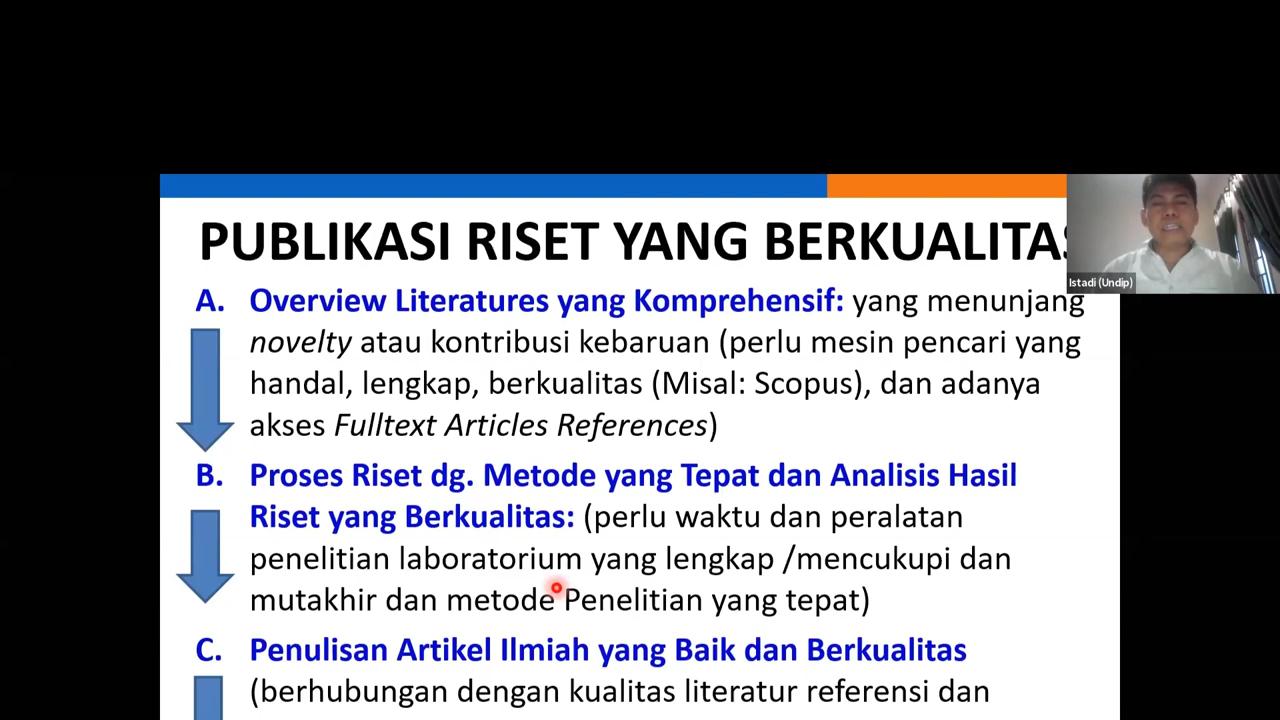 PUBLIKASI RISET YANG BERKUALITAS
Istadi (Undip)
A. Overview Literatures yang Komprehensif: yang menunjang
novelty atau kontribusi kebaruan (perlu mesin pencari yang
handal, lengkap, berkualitas (Misal: Scopus), dan adanya
akses Fulltext Articles References)
B. Proses Riset dg. Metode yang Tepat dan Analisis Hasil
Riset yang Berkualitas: (perlu waktu dan peralatan
penelitian laboratorium yang lengkap /mencukupi dan
mutakhir dan metode Penelitian yang tepat)
C. Penulisan Artikel Ilmiah yang Baik dan Berkualitas
(berhubungan dengan kualitas literatur referensi dan